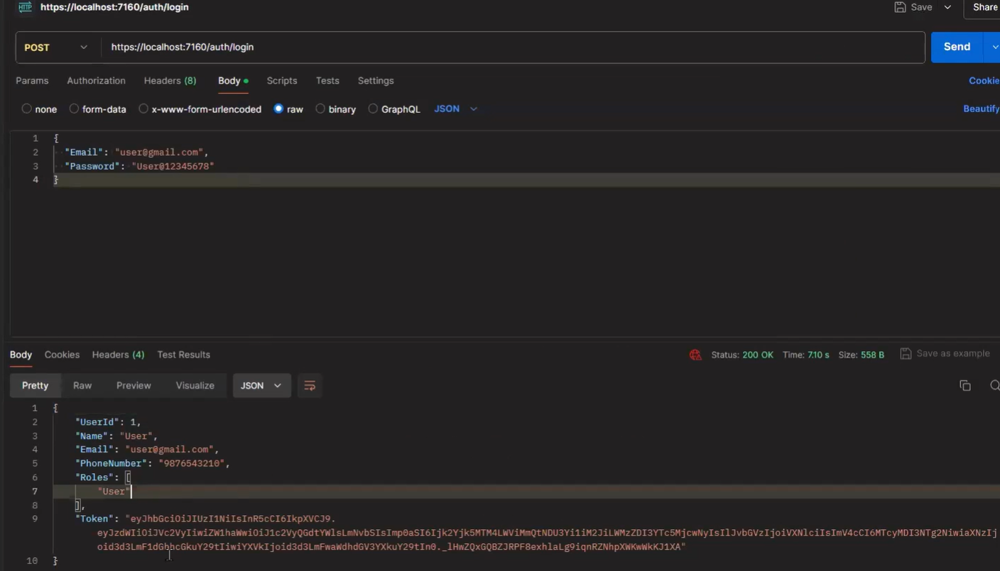 HTTP https://localhost:7160/auth/login Save Share
POST https://localhost:7160/auth/login Send
Params Authorization Headers (8) Body Scripts Tests Settings Cookie
none form-data x-www-form-urlencoded raw binary GraphQL JSON Beautify
1 {
2 "Email": "user@gmail.com",
3 "Password": "User@12345678"
4 }
Body Cookies Headers (4) Test Results Status: 200 OK Time: 7.10 s Size: 558 B Save as example
Pretty Raw Preview Visualize JSON
1 {
2 "UserId": 1,
3 "Name": "User",
4 "Email": "user@gmail.com",
5 "PhoneNumber": "9876543210",
6 "Roles": [
7 "User"
8 ],
9 "Token": "eyJhbGciOiJIUzI1NiIsInR5cCI6IkpXVCJ9.
eyJzdWIiOiJVc2VyIiwiZW1haWwiOiJ1c2VyQGdtYWlsLmNvbSIsImp0aSI6Ijk2Yjk5MTM4LWViMmQtNDU3Yi1iM2JiLWMzZDI3YTc5MjcwNyIsIlJvbGVzIjoiVXNlciIsImV4cCI6MTcyMDI3NTg2NiwiaXNzIj
oid3d3LmF1dGhhcGkuY29tIiwiYXVkIjoid3d3LmFwaWdhdGV3YXkuY29tIn0._lHwZQxGQBZJRPF8exhlaLg9iqnRZNhpXWKwWkKJ1XA"
10 }